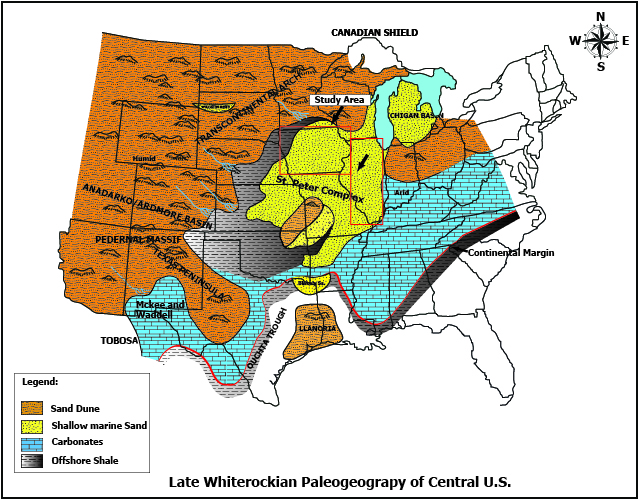 CANADIAN SHIELD
N
W E
S
TRANSCONTINENTAL ARCH
Study Area
CHIGAN BASIN
Humid
St. Peter Complex
Arid
ANADARKO/ARDMORE BASIN
PEDERNAL MASSIF
TEXAS PENINSULA
Continental Margin
Mckee and
Waddell
TOBOSA
OUCHITA TROUGH
LLANORIA
Legend:
Sand Dune
Shallow marine Sand
Carbonates
Offshore Shale
Late Whiterockian Paleogeograpy of Central U.S.